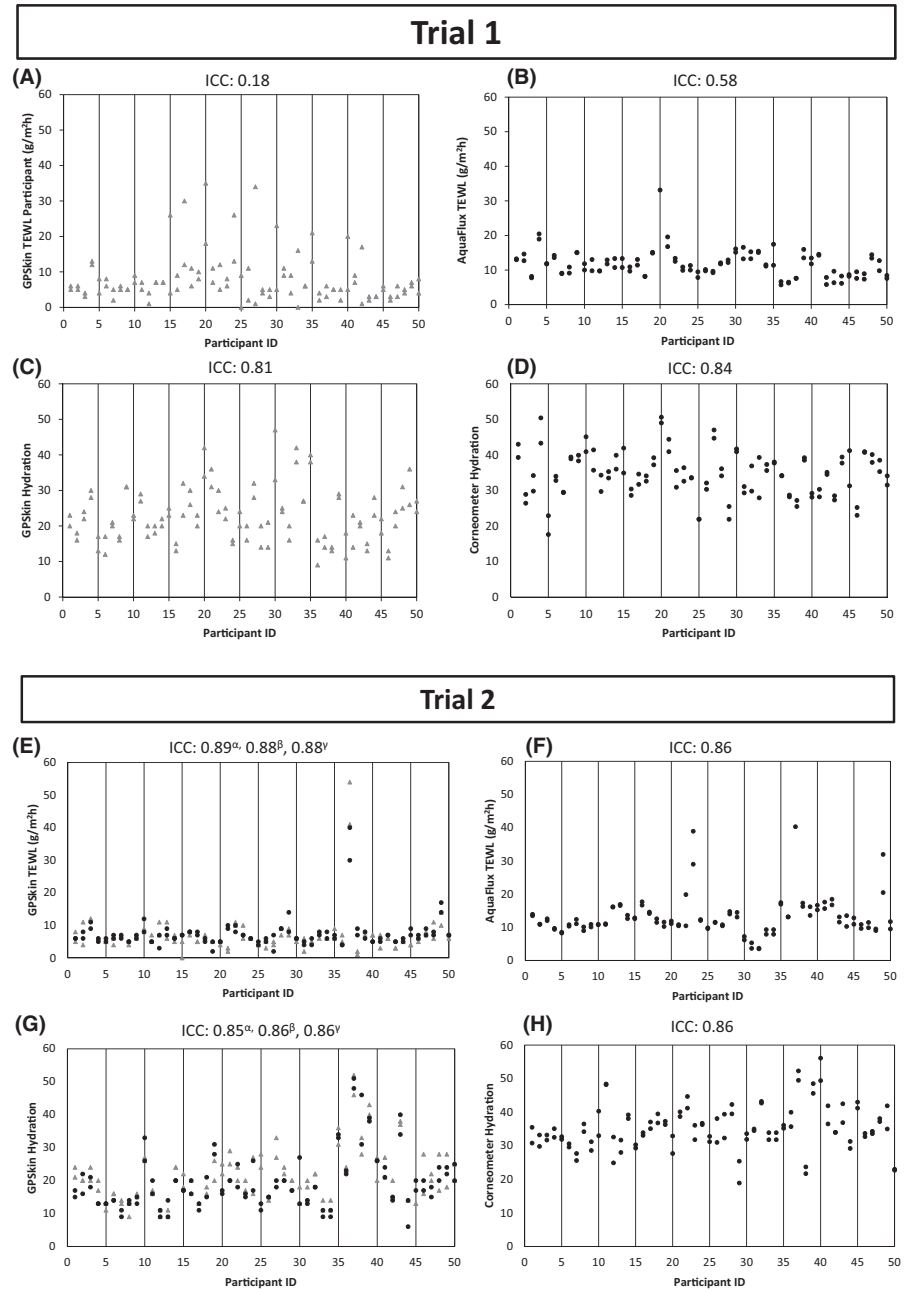 Trial 1
(A)
ICC: 0.18
GPSkin TEWL Participant (g/m²h)
60
50
40
30
20
10
0
0 5 10 15 20 25 30 35 40 45 50
Participant ID
(B)
ICC: 0.58
AquaFlux TEWL (g/m²h)
60
50
40
30
20
10
0
0 5 10 15 20 25 30 35 40 45 50
Participant ID
(C)
ICC: 0.81
GPSkin Hydration
60
50
40
30
20
10
0
0 5 10 15 20 25 30 35 40 45 50
Participant ID
(D)
ICC: 0.84
Corneometer Hydration
60
50
40
30
20
10
0
0 5 10 15 20 25 30 35 40 45 50
Participant ID
Trial 2
(E)
ICC: 0.89ᵅ, 0.88ᵝ, 0.88ᵞ
GPSkin TEWL (g/m²h)
60
50
40
30
20
10
0
0 5 10 15 20 25 30 35 40 45 50
Participant ID
(F)
ICC: 0.86
AquaFlux TEWL (g/m²h)
60
50
40
30
20
10
0
0 5 10 15 20 25 30 35 40 45 50
Participant ID
(G)
ICC: 0.85ᵅ, 0.86ᵝ, 0.86ᵞ
GPSkin Hydration
60
50
40
30
20
10
0
0 5 10 15 20 25 30 35 40 45 50
Participant ID
(H)
ICC: 0.86
Corneometer Hydration
60
50
40
30
20
10
0
0 5 10 15 20 25 30 35 40 45 50
Participant ID